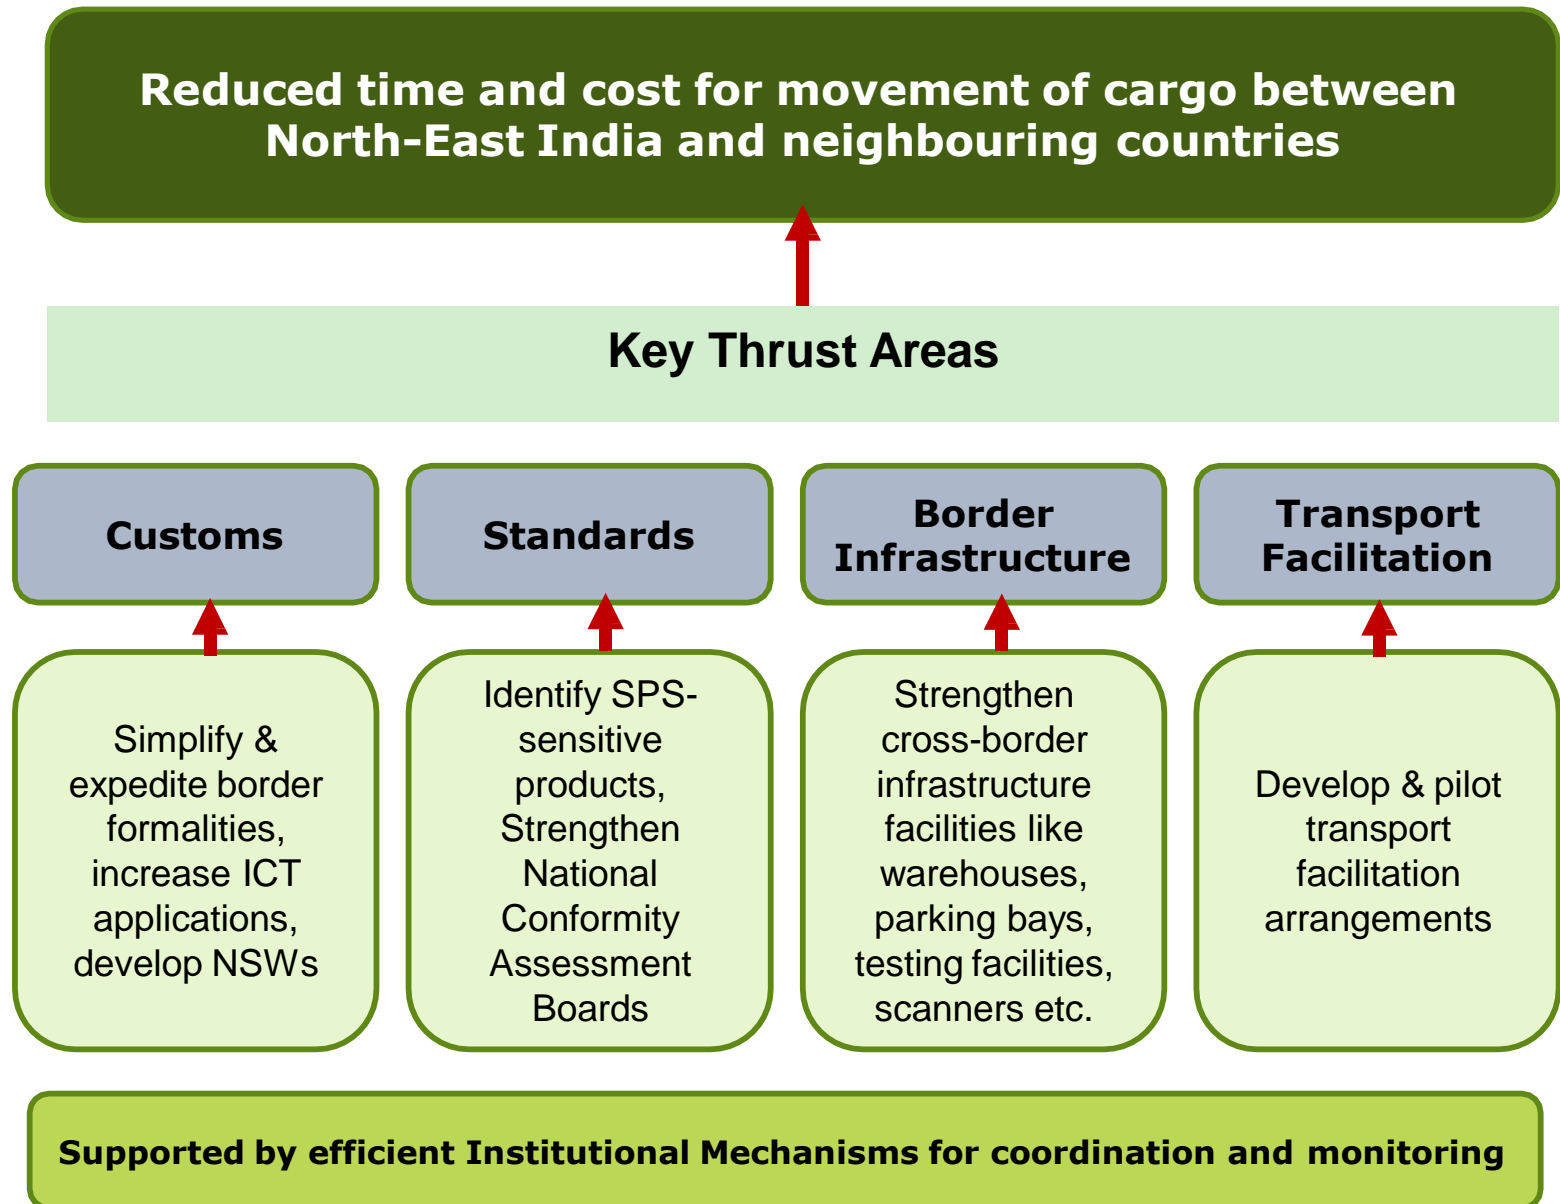 Reduced time and cost for movement of cargo between
North-East India and neighbouring countries
Key Thrust Areas
Customs
Standards
Border
Infrastructure
Transport
Facilitation
Simplify &
expedite border
formalities,
increase ICT
applications,
develop NSWs
Identify SPS-
sensitive
products,
Strengthen
National
Conformity
Assessment
Boards
Strengthen
cross-border
infrastructure
facilities like
warehouses,
parking bays,
testing facilities,
scanners etc.
Develop & pilot
transport
facilitation
arrangements
Supported by efficient Institutional Mechanisms for coordination and monitoring